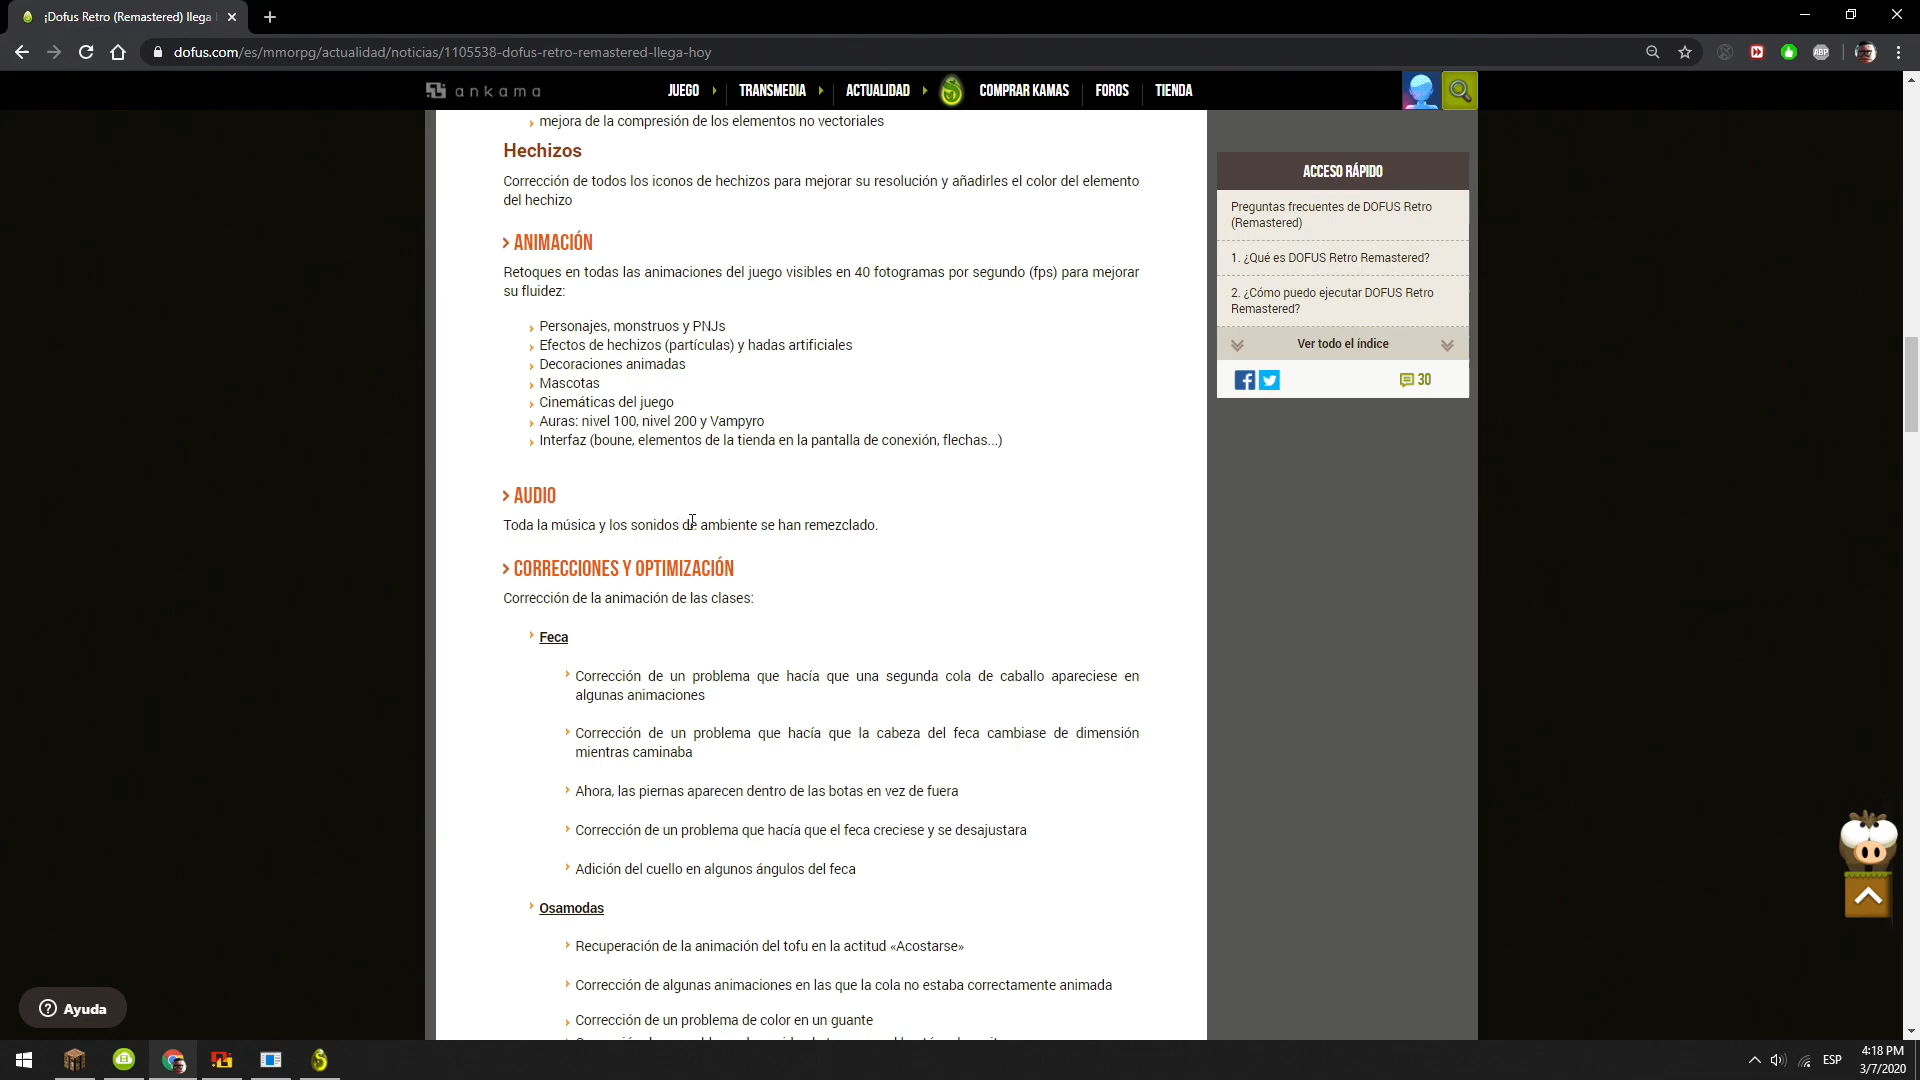 ¡Dofus Retro (Remastered) llega
dofus.com/es/mmorpg/actualidad/noticias/1105538-dofus-retro-remastered-llega-hoy
ABP
ankama
JUEGO
TRANSMEDIA
ACTUALIDAD
COMPRAR KAMAS
FOROS
TIENDA
mejora de la compresión de los elementos no vectoriales
Hechizos
Corrección de todos los iconos de hechizos para mejorar su resolución y añadirles el color del elemento
del hechizo
ANIMACIÓN
Retoques en todas las animaciones del juego visibles en 40 fotogramas por segundo (fps) para mejorar
su fluidez:
Personajes, monstruos y PNJs
Efectos de hechizos (partículas) y hadas artificiales
Decoraciones animadas
Mascotas
Cinemáticas del juego
Auras: nivel 100, nivel 200 y Vampyro
Interfaz (boune, elementos de la tienda en la pantalla de conexión, flechas...)
AUDIO
Toda la música y los sonidos de ambiente se han remezclado.
CORRECCIONES Y OPTIMIZACIÓN
Corrección de la animación de las clases:
Feca
Corrección de un problema que hacía que una segunda cola de caballo apareciese en
algunas animaciones
Corrección de un problema que hacía que la cabeza del feca cambiase de dimensión
mientras caminaba
Ahora, las piernas aparecen dentro de las botas en vez de fuera
Corrección de un problema que hacía que el feca creciese y se desajustara
Adición del cuello en algunos ángulos del feca
Osamodas
Recuperación de la animación del tofu en la actitud «Acostarse»
Corrección de algunas animaciones en las que la cola no estaba correctamente animada
Corrección de un problema de color en un guante
ACCESO RÁPIDO
Preguntas frecuentes de DOFUS Retro
(Remastered)
1. ¿Qué es DOFUS Retro Remastered?
2. ¿Cómo puedo ejecutar DOFUS Retro
Remastered?
Ver todo el índice
30
Ayuda
ESP
4:18 PM
3/7/2020